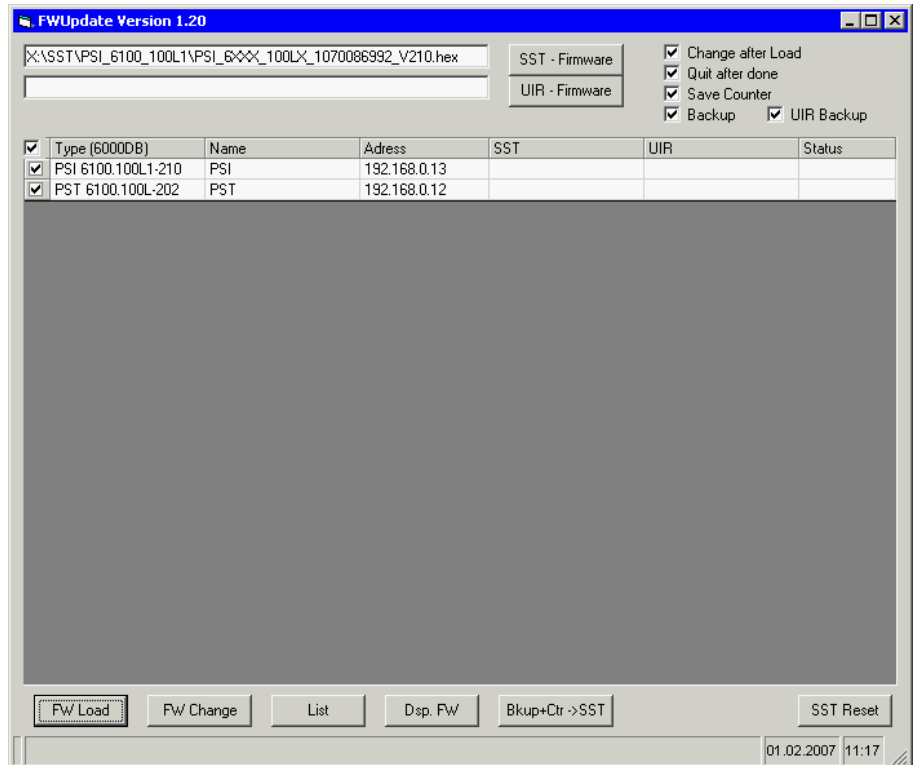 FWUpdate Version 1.20
X:\SST\PSI_6100_100L1\PSI_6XXX_100LX_1070086992_V210.hex
SST - Firmware
UIR - Firmware
Change after Load
Quit after done
Save Counter
Backup UIR Backup
Type (6000DB) Name Adress SST UIR Status
PSI 6100.100L1-210 PSI 192.168.0.13
PST 6100.100L-202 PST 192.168.0.12
FW Load FW Change List Dsp. FW Bkup+Ctr ->SST SST Reset
01.02.2007 11:17